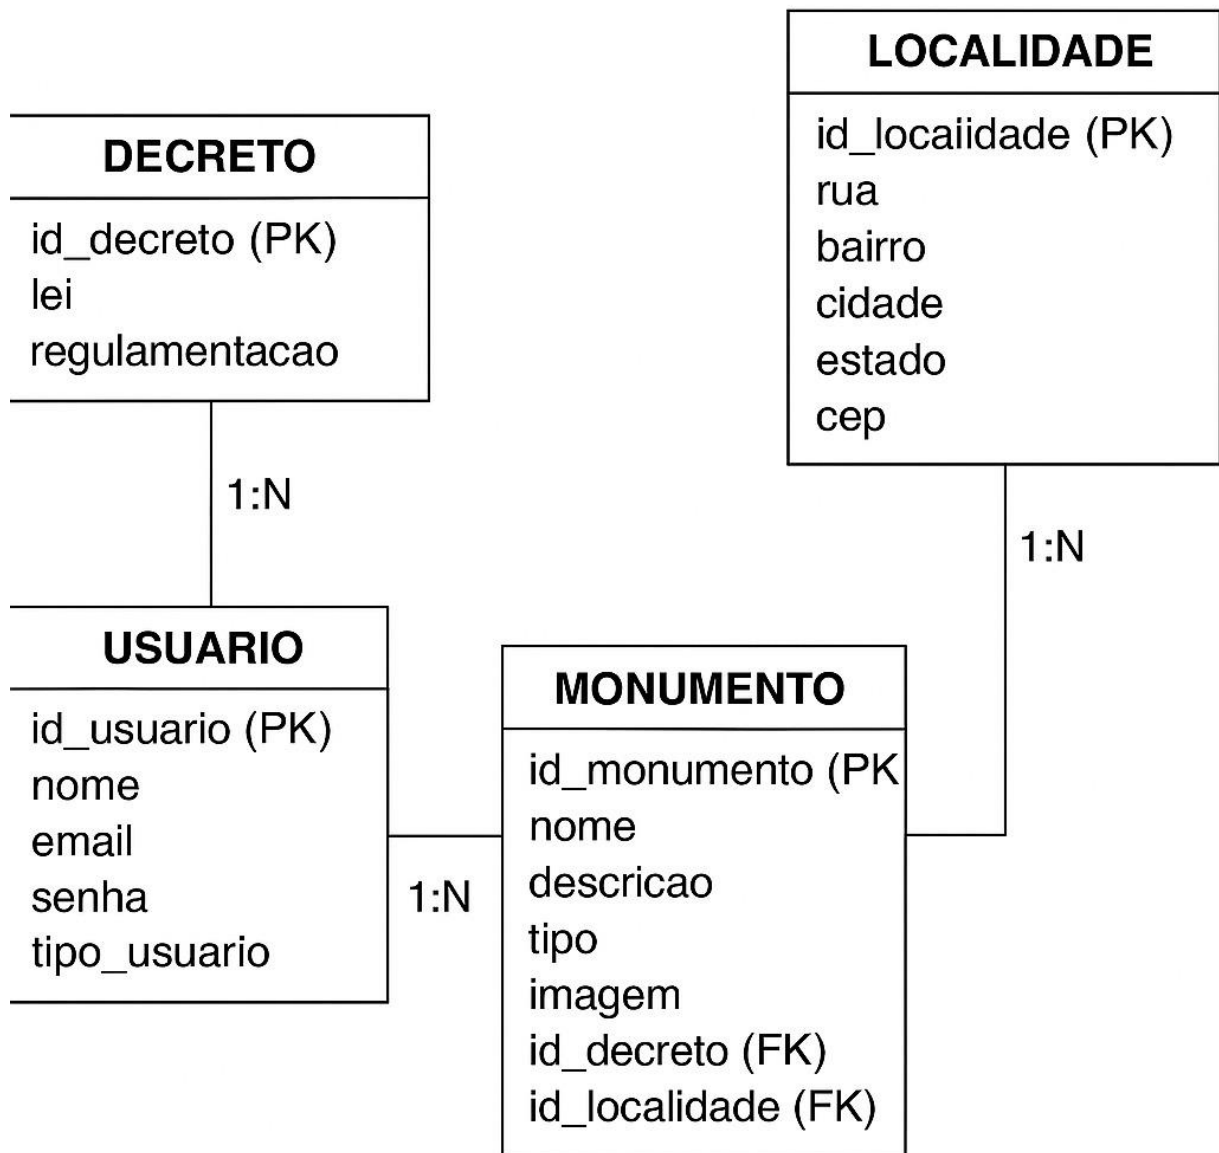 DECRETO
id_decreto (PK)
lei
regulamentacao
1:N
LOCALIDADE
id_locaiidade (PK)
rua
bairro
cidade
estado
cep
1:N
USUARIO
id_usuario (PK)
nome
email
senha
tipo_usuario
1:N
MONUMENTO
id_monumento (PK
nome
descricao
tipo
imagem
id_decreto (FK)
id_localidade (FK)